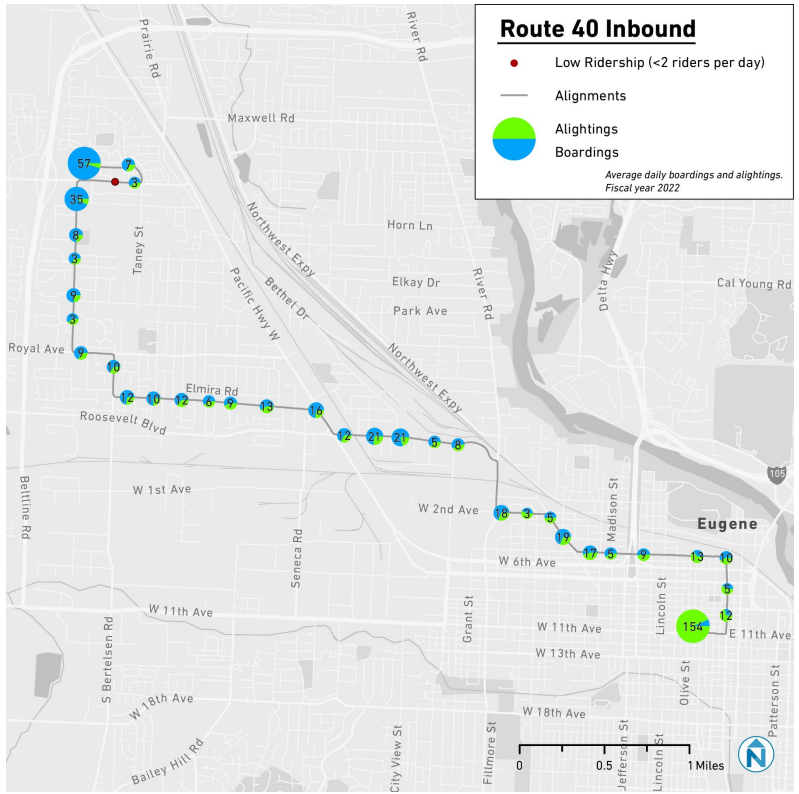 Route 40 Inbound
Low Ridership (<2 riders per day)
Alignments
Alightings
Boardings
Average daily boardings and alightings.
Fiscal year 2022
Prairie Rd
River Rd
Maxwell Rd
57
7
3
35
8
3
9
3
Taney St
Northwest Expy
Horn Ln
Delta Hwy
Pacific Hwy W
Bethel Dr
Elkay Dr
River Rd
Cal Young Rd
Park Ave
Royal Ave
9
10
Northwest Expy
Elmira Rd
12
10
12
6
9
13
16
Roosevelt Blvd
12
21
21
5
8
105
Beltline Rd
W 1st Ave
Madison St
W 2nd Ave
18
3
5
Eugene
19
Seneca Rd
17
5
9
13
10
W 6th Ave
5
Lincoln St
W 11th Ave
Grant St
12
154
W 11th Ave
E 11th Ave
W 13th Ave
S Bertelsen Rd
Olive St
Patterson St
W 18th Ave
W 18th Ave
Bailey Hill Rd
City View St
Fillmore St
Jefferson St
Lincoln St
0
0.5
1 Miles
N